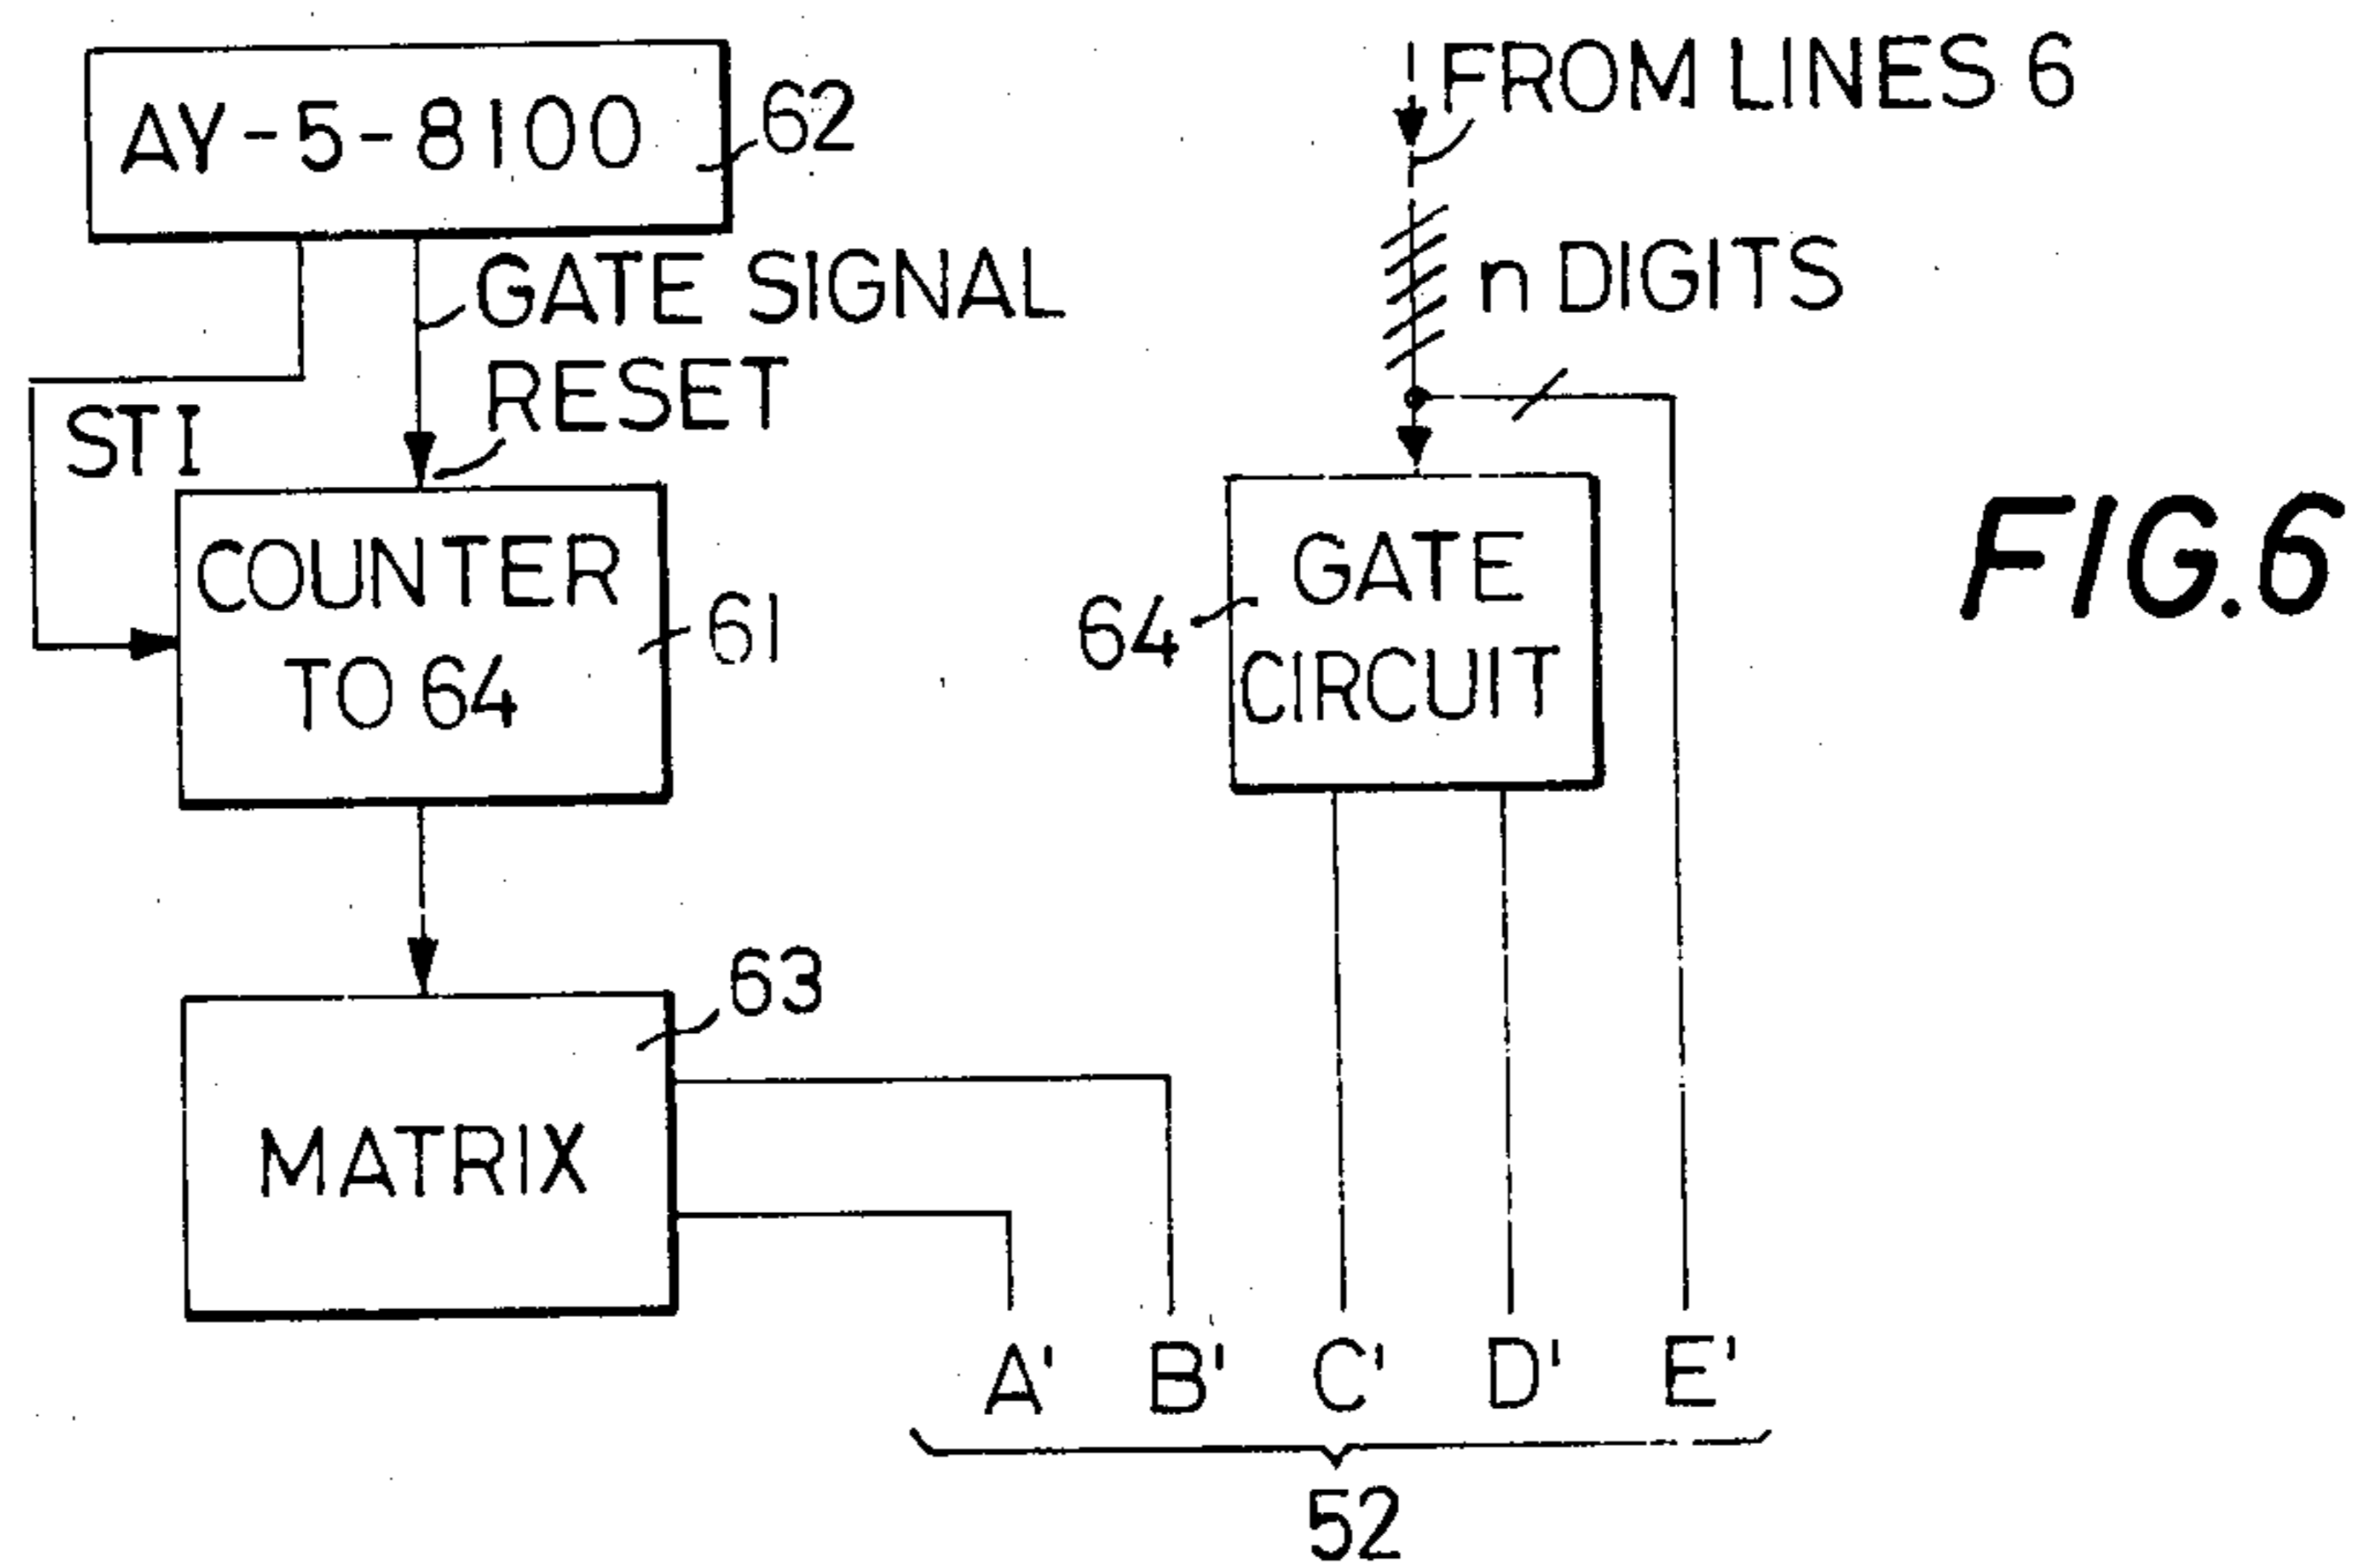 AY-5-8100
62
FROM LINES 6
GATE SIGNAL
n DIGITS
RESET
STI
COUNTER
TO 64
61
GATE
CIRCUIT
64
FIG.6
63
MATRIX
A' B' C' D' E'
52